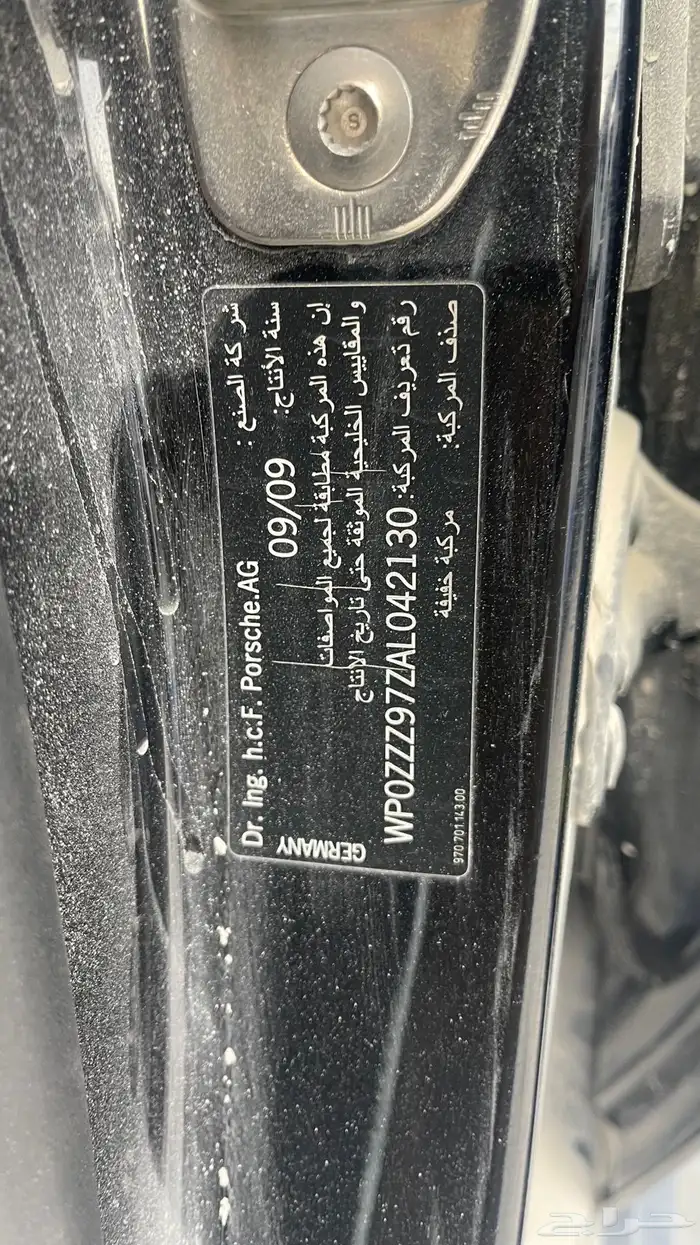 شركة الصنع : Dr. Ing. h.c.F. Porsche.AG
سنة الأنتاج: 09/09 GERMANY
إن هذه المركبة مطابقة لجميع المواصفات
والمقاييس الخليجية الموثقة حتى تاريخ الإنتاج
رقم تعريف المركبة: WP0ZZZ97ZAL042130
صنف المركبة: مركبة خفيفة
970.701.143.00
حراج